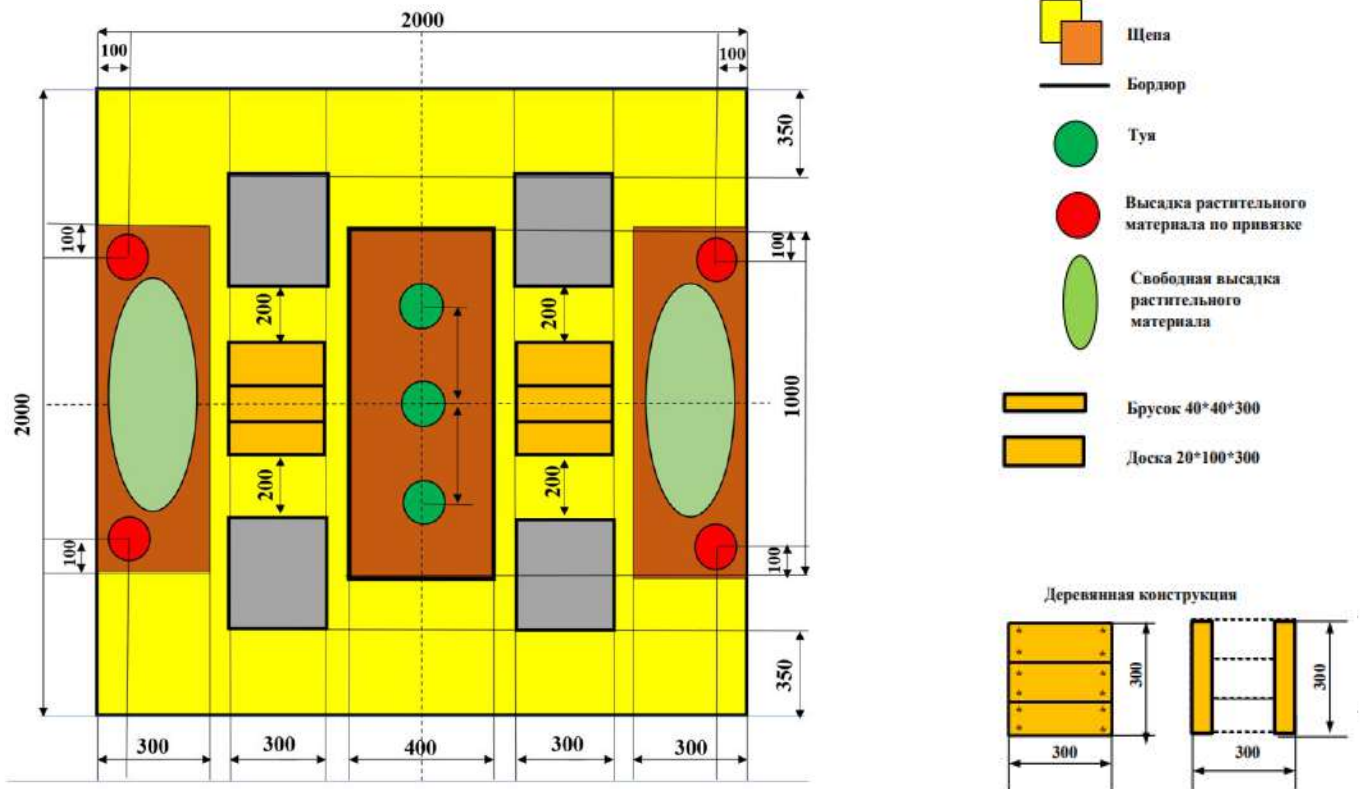 2000
100
100
350
100
100
200
200
2000
1000
200
200
100
100
350
300
300
400
300
300
Щепа
Бордюр
Туя
Высадка растительного
материала по привязке
Свободная высадка
растительного
материала
Брусок 40*40*300
Доска 20*100*300
Деревянная конструкция
300
300
300
300